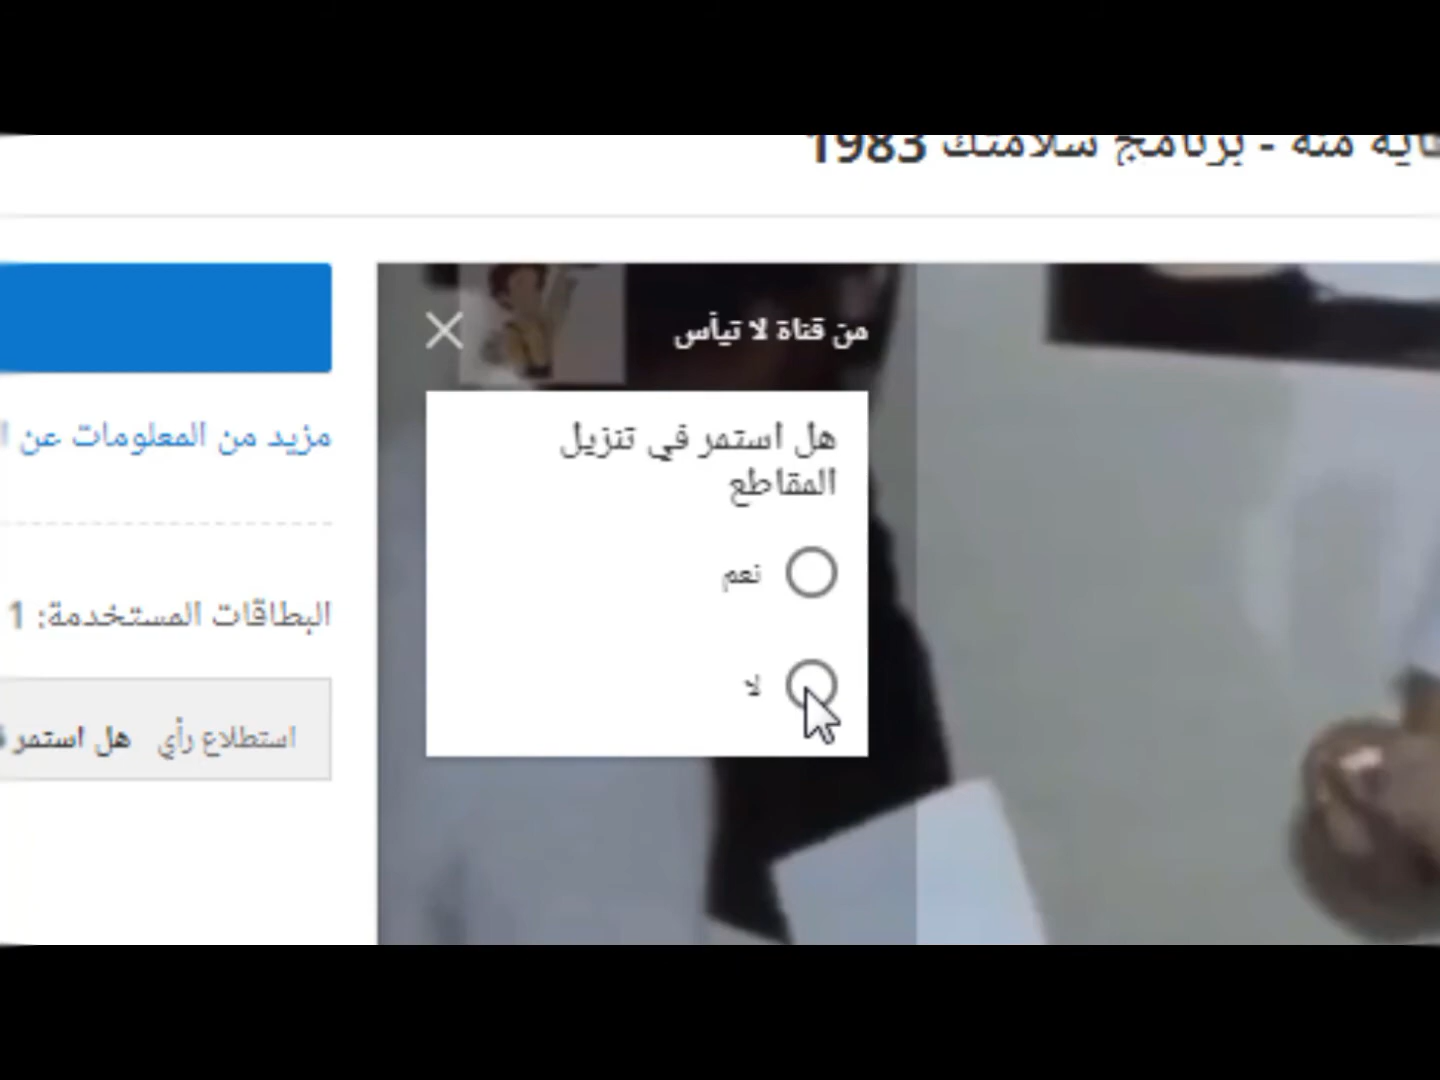 منه - برنامج سلامتك 1983
من قناة لا تيأس
هل استمر في تنزيل
المقاطع
نعم
لا
مزيد من المعلومات عن
البطاقات المستخدمة: 1
استطلاع رأي هل استمر